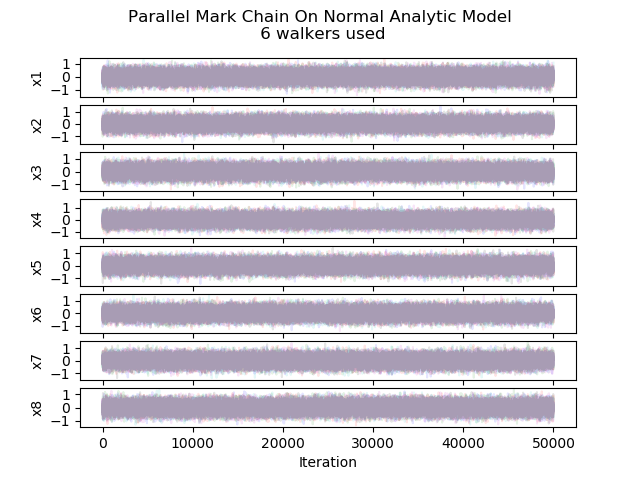 Parallel Mark Chain On Normal Analytic Model
6 walkers used
x1
1
0
−1
x2
1
0
−1
x3
1
0
−1
x4
1
0
−1
x5
1
0
−1
x6
1
0
−1
x7
1
0
−1
x8
1
0
−1
0 10000 20000 30000 40000 50000
Iteration